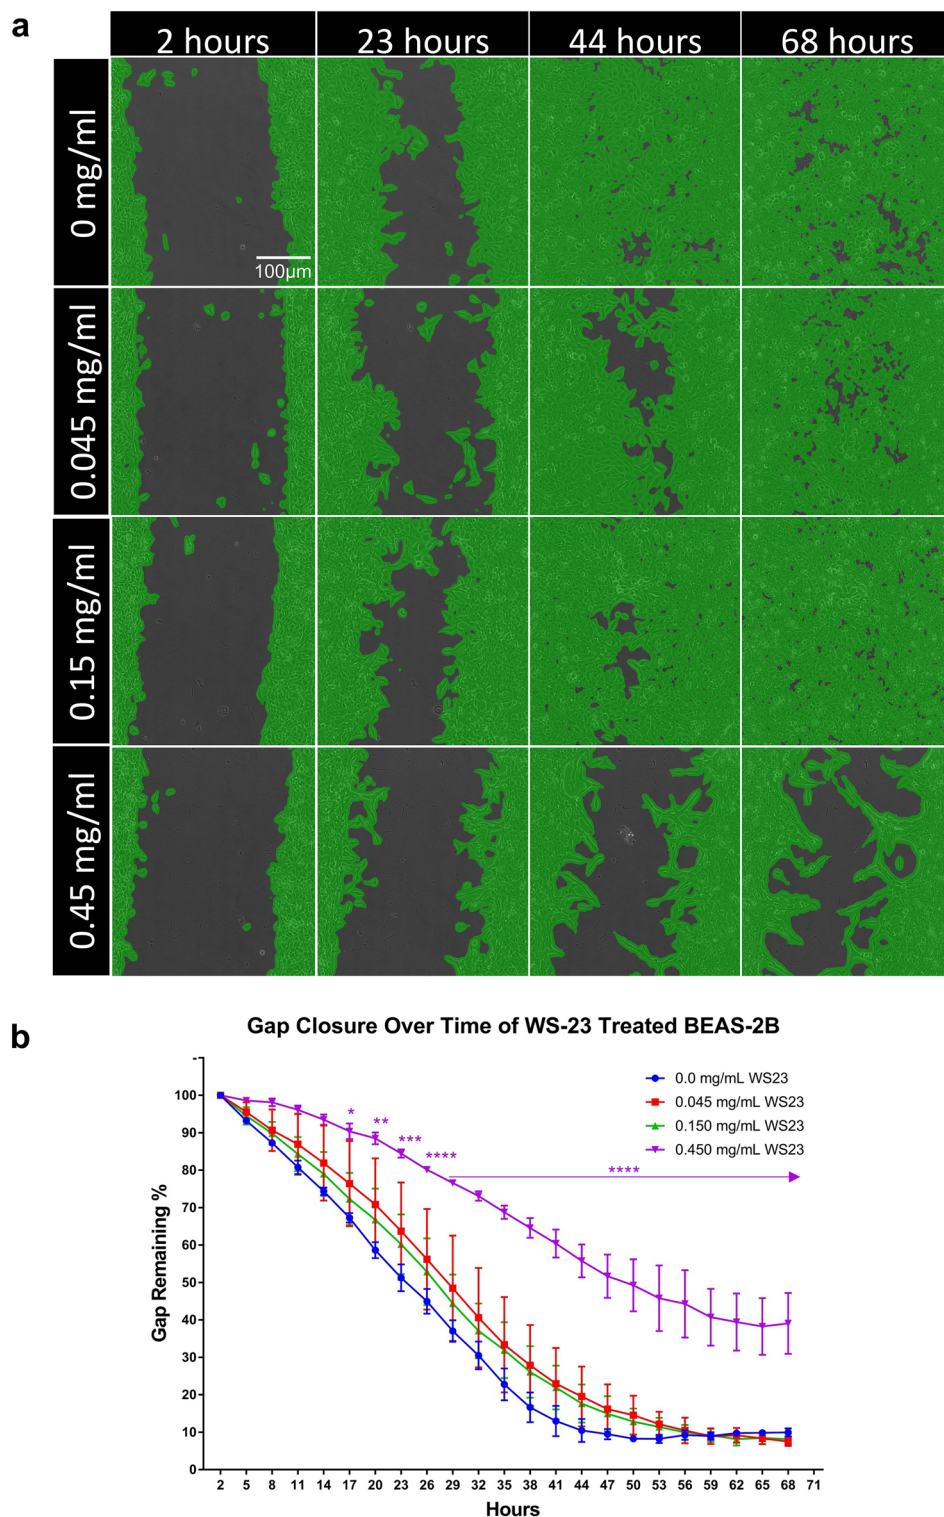 a
2 hours 23 hours 44 hours 68 hours
0 mg/ml
100µm
0.045 mg/ml
0.15 mg/ml
0.45 mg/ml
b
Gap Closure Over Time of WS-23 Treated BEAS-2B
0.0 mg/mL WS23
0.045 mg/mL WS23
0.150 mg/mL WS23
0.450 mg/mL WS23
* ** *** **** ****
Gap Remaining %
100
90
80
70
60
50
40
30
20
10
0
2 5 8 11 14 17 20 23 26 29 32 35 38 41 44 47 50 53 56 59 62 65 68 71
Hours